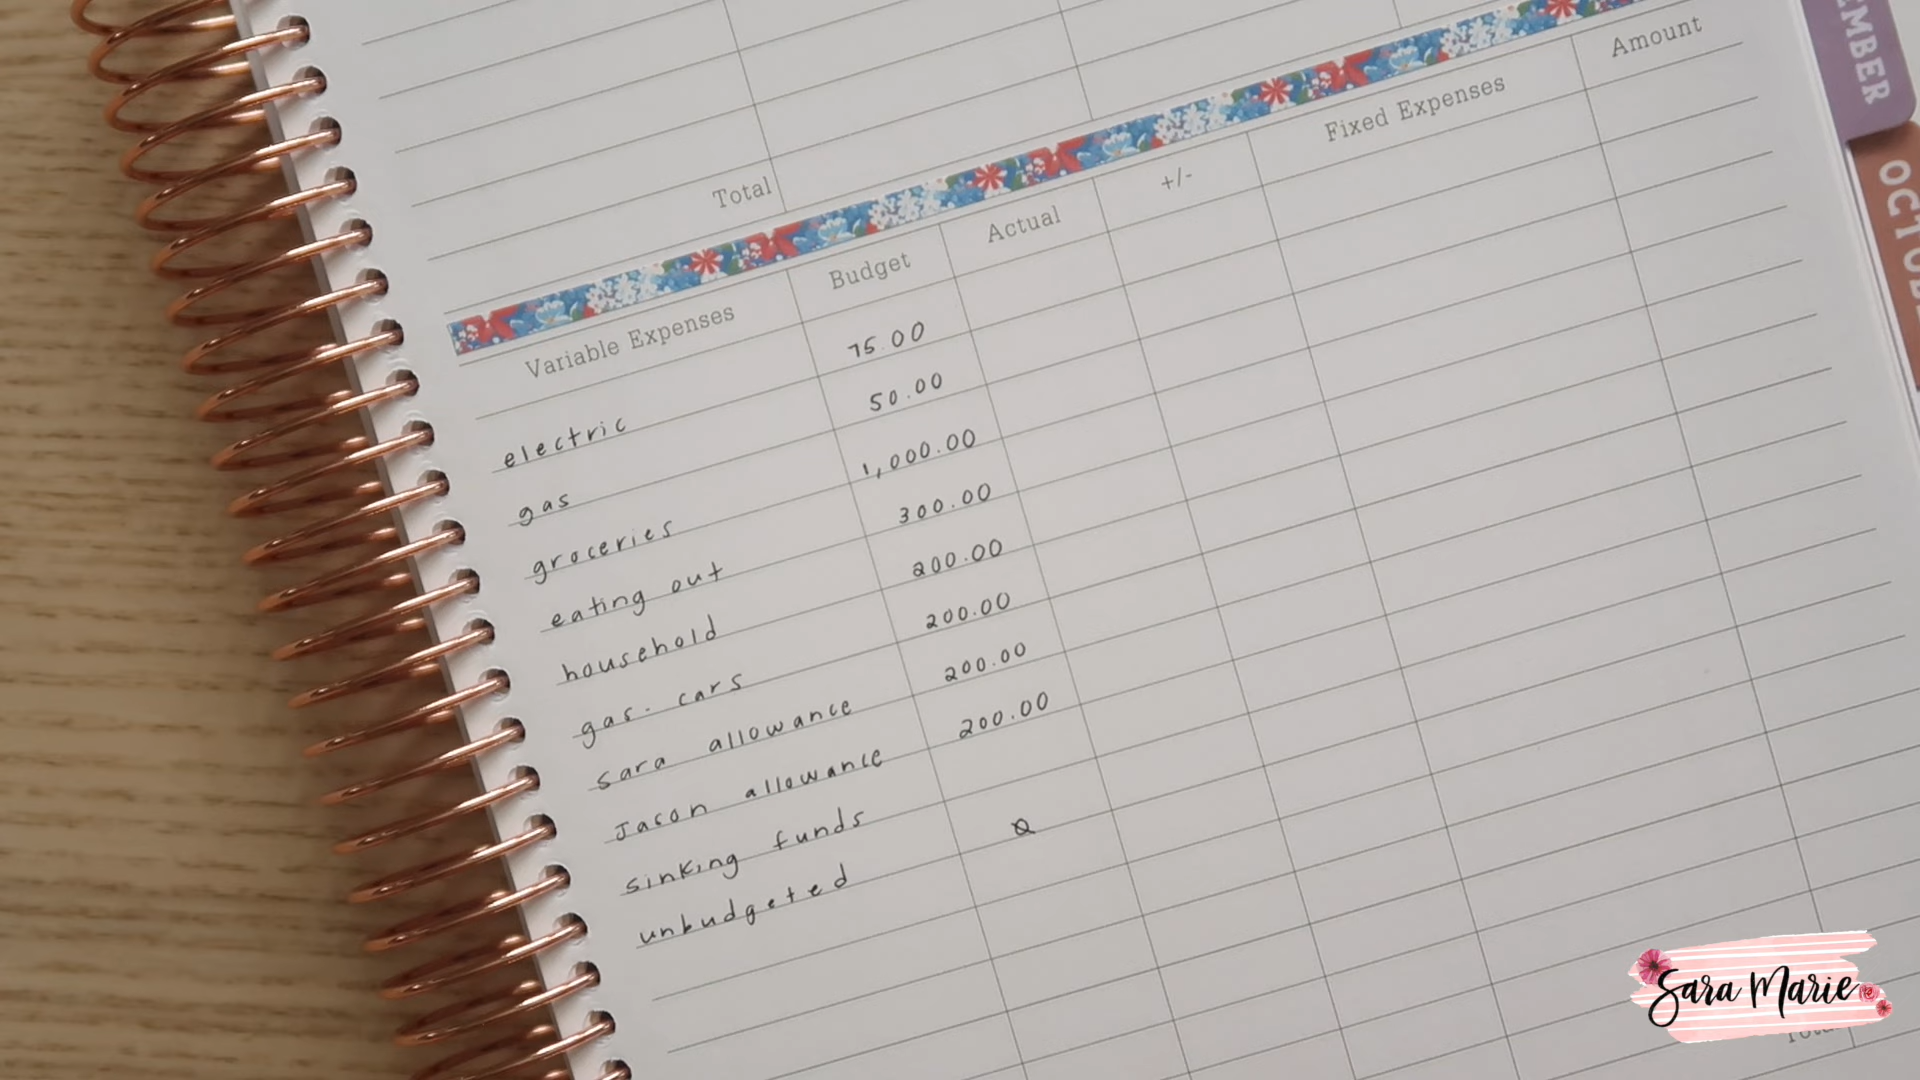 Total
Variable Expenses Budget Actual +/- Fixed Expenses Amount
electric 75.00
gas 50.00
groceries 1,000.00
eating out 300.00
household 200.00
gas - cars 200.00
sara allowance 200.00
Jason allowance 200.00
sinking funds
unbudgeted 0
EMBER
Sara Marie